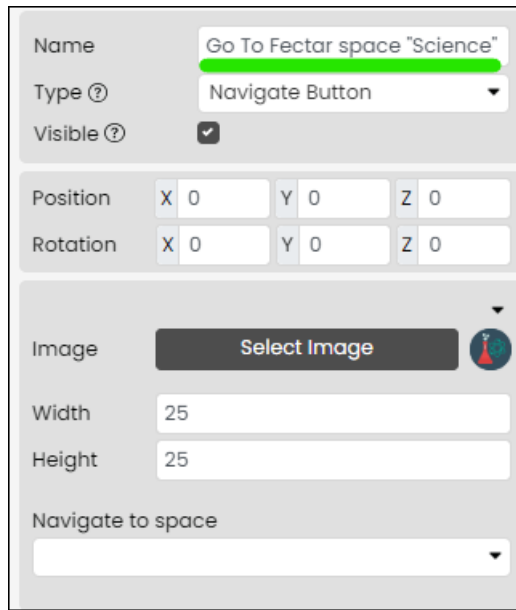 Name Go To Fectar space "Science"
Type ? Navigate Button
Visible ?
Position X 0 Y 0 Z 0
Rotation X 0 Y 0 Z 0
Image Select Image
Width 25
Height 25
Navigate to space